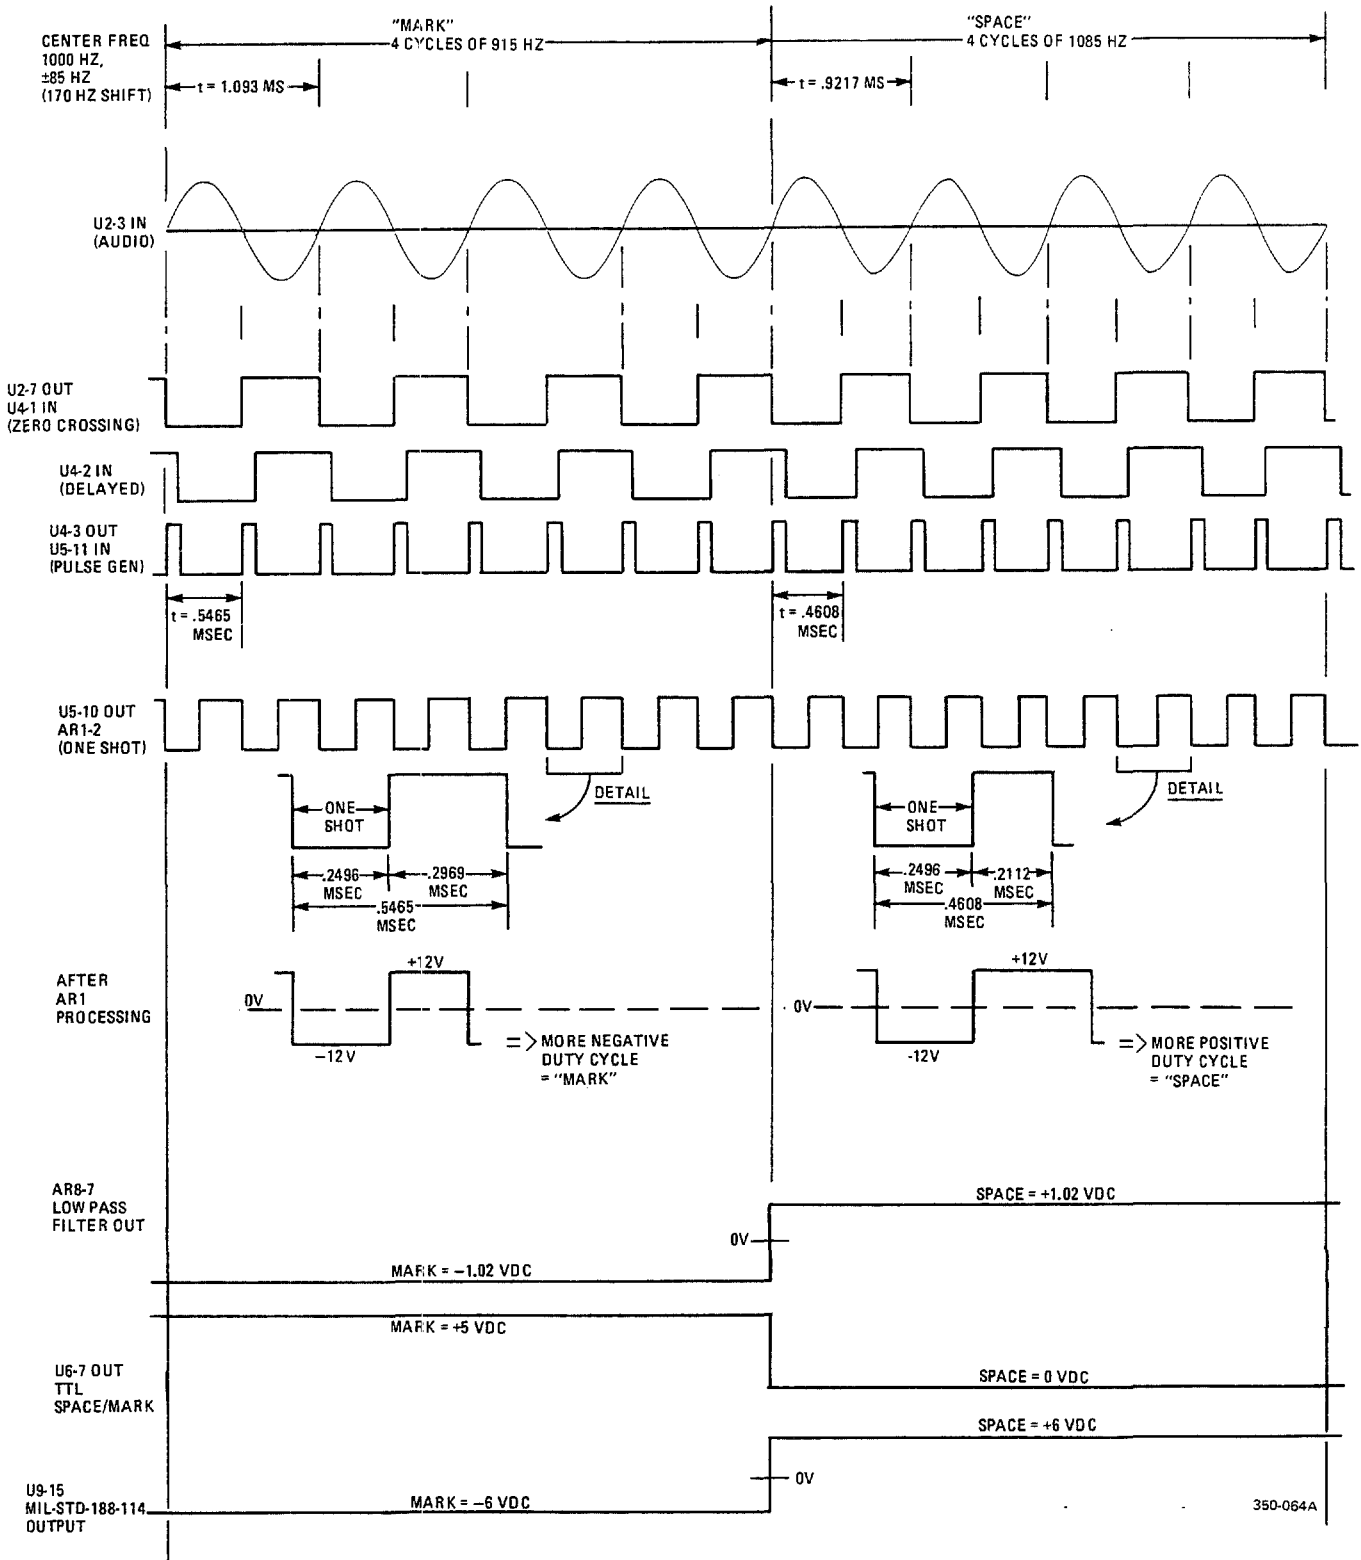 CENTER FREQ
1000 HZ,
±85 HZ
(170 HZ SHIFT)
"MARK"
4 CYCLES OF 915 HZ
"SPACE"
4 CYCLES OF 1085 HZ
t = 1.093 MS
t = .9217 MS
U2-3 IN
(AUDIO)
U2-7 OUT
U4-1 IN
(ZERO CROSSING)
U4-2 IN
(DELAYED)
U4-3 OUT
U5-11 IN
(PULSE GEN)
t = .5465
MSEC
t = .4608
MSEC
U5-10 OUT
AR1-2
(ONE SHOT)
ONE
SHOT
DETAIL
.2496
MSEC
.2969
MSEC
.5465
MSEC
ONE
SHOT
DETAIL
.2496
MSEC
.2112
MSEC
.4608
MSEC
AFTER
AR1
PROCESSING
0V
+12V
-12V
=> MORE NEGATIVE
DUTY CYCLE
= "MARK"
0V
+12V
-12V
=> MORE POSITIVE
DUTY CYCLE
= "SPACE"
AR8-7
LOW PASS
FILTER OUT
MARK = -1.02 VDC
0V
SPACE = +1.02 VDC
U6-7 OUT
TTL
SPACE/MARK
MARK = +5 VDC
SPACE = 0 VDC
U9-15
MIL-STD-188-114
OUTPUT
MARK = -6 VDC
0V
SPACE = +6 VDC
350-064A